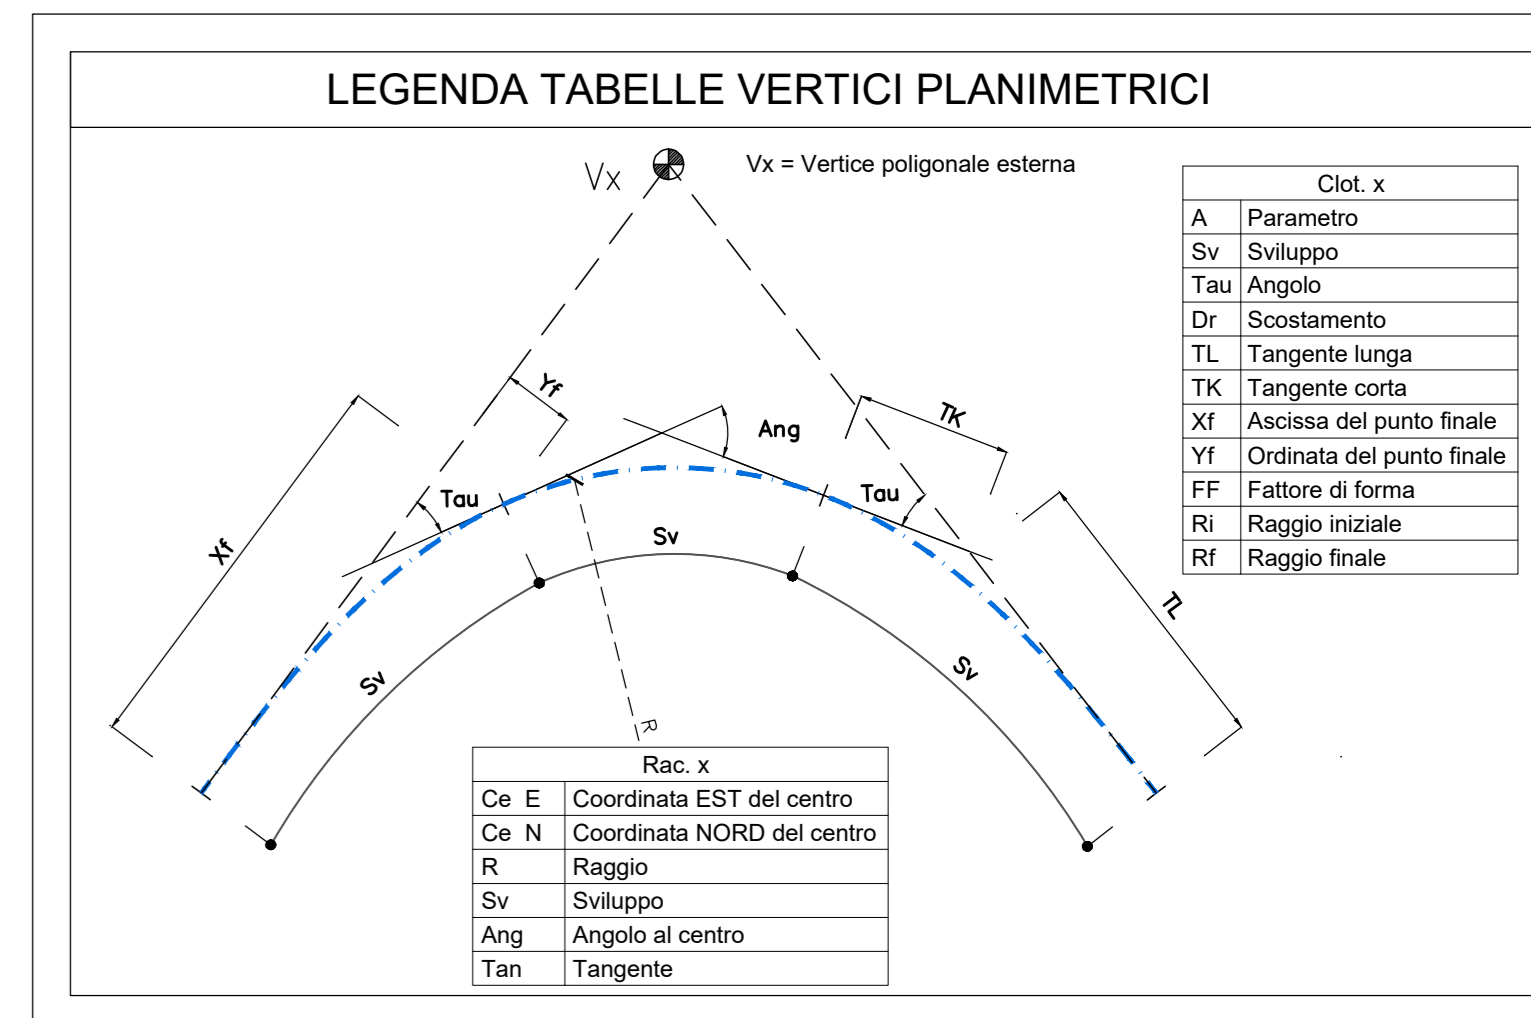 LEGENDA TABELLE VERTICI PLANIMETRICI
Vx
Vx = Vertice poligonale esterna
Clot. x
A Parametro
Sv Sviluppo
Tau Angolo
Dr Scostamento
TL Tangente lunga
TK Tangente corta
Xf Ascissa del punto finale
Yf Ordinata del punto finale
FF Fattore di forma
Ri Raggio iniziale
Rf Raggio finale
Yf
TK
Ang
Tau
Tau
Xf
Sv
TL
Sv
Sv
R
Rac. x
Ce E Coordinata EST del centro
Ce N Coordinata NORD del centro
R Raggio
Sv Sviluppo
Ang Angolo al centro
Tan Tangente